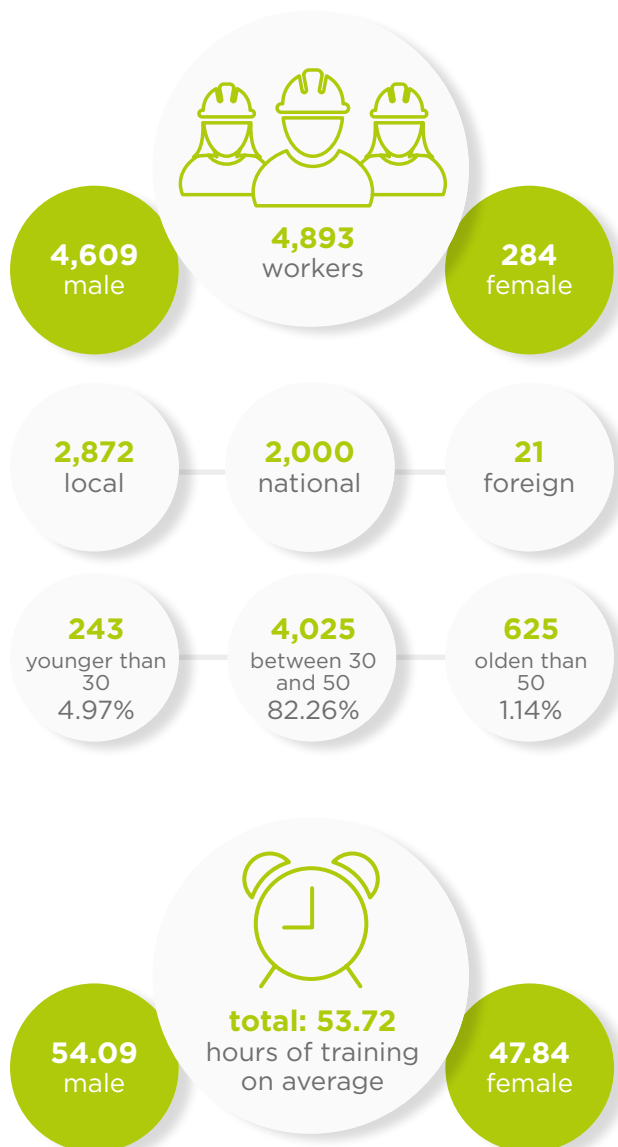 4,893
workers
4,609
male
284
female
2,872
local
2,000
national
21
foreign
243
younger than
30
4.97%
4,025
between 30
and 50
82.26%
625
olden than
50
1.14%
total: 53.72
hours of training
on average
54.09
male
47.84
female